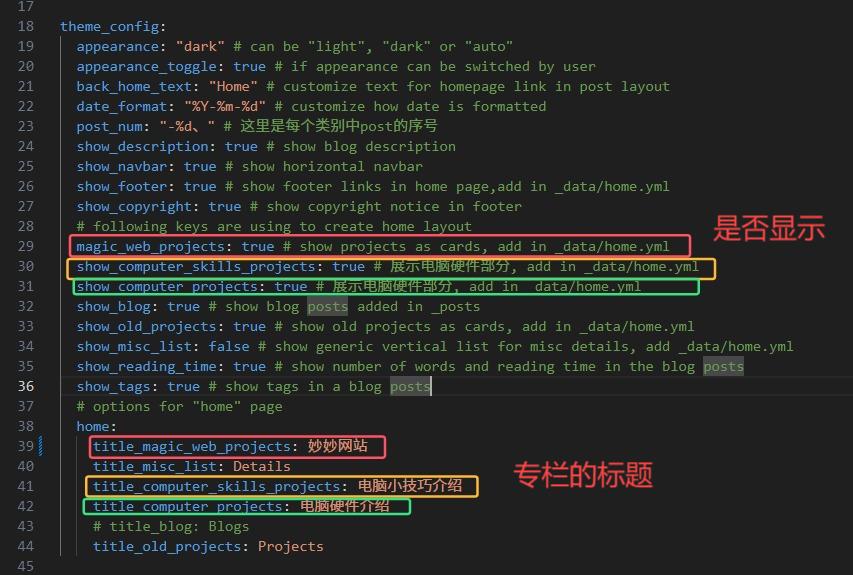 17
18 theme_config:
19 appearance: "dark" # can be "light", "dark" or "auto"
20 appearance_toggle: true # if appearance can be switched by user
21 back_home_text: "Home" # customize text for homepage link in post layout
22 date_format: "%Y-%m-%d" # customize how date is formatted
23 post_num: "-%d、" # 这里是每个类别中post的序号
24 show_description: true # show blog description
25 show_navbar: true # show horizontal navbar
26 show_footer: true # show footer links in home page,add in _data/home.yml
27 show_copyright: true # show copyright notice in footer
28 # following keys are using to create home layout
是否显示
29 magic_web_projects: true # show projects as cards, add in _data/home.yml
30 show_computer_skills_projects: true # 展示电脑硬件部分, add in _data/home.yml
31 show_computer_projects: true # 展示电脑硬件部分, add in _data/home.yml
32 show_blog: true # show blog posts added in _posts
33 show_old_projects: true # show old projects as cards, add in _data/home.yml
34 show_misc_list: false # show generic vertical list for misc details, add _data/home.yml
35 show_reading_time: true # show number of words and reading time in the blog posts
36 show_tags: true # show tags in a blog posts
37 # options for "home" page
38 home:
39 title_magic_web_projects: 妙妙网站
40 title_misc_list: Details
专栏的标题
41 title_computer_skills_projects: 电脑小技巧介绍
42 title_computer_projects: 电脑硬件介绍
43 # title_blog: Blogs
44 title_old_projects: Projects
45